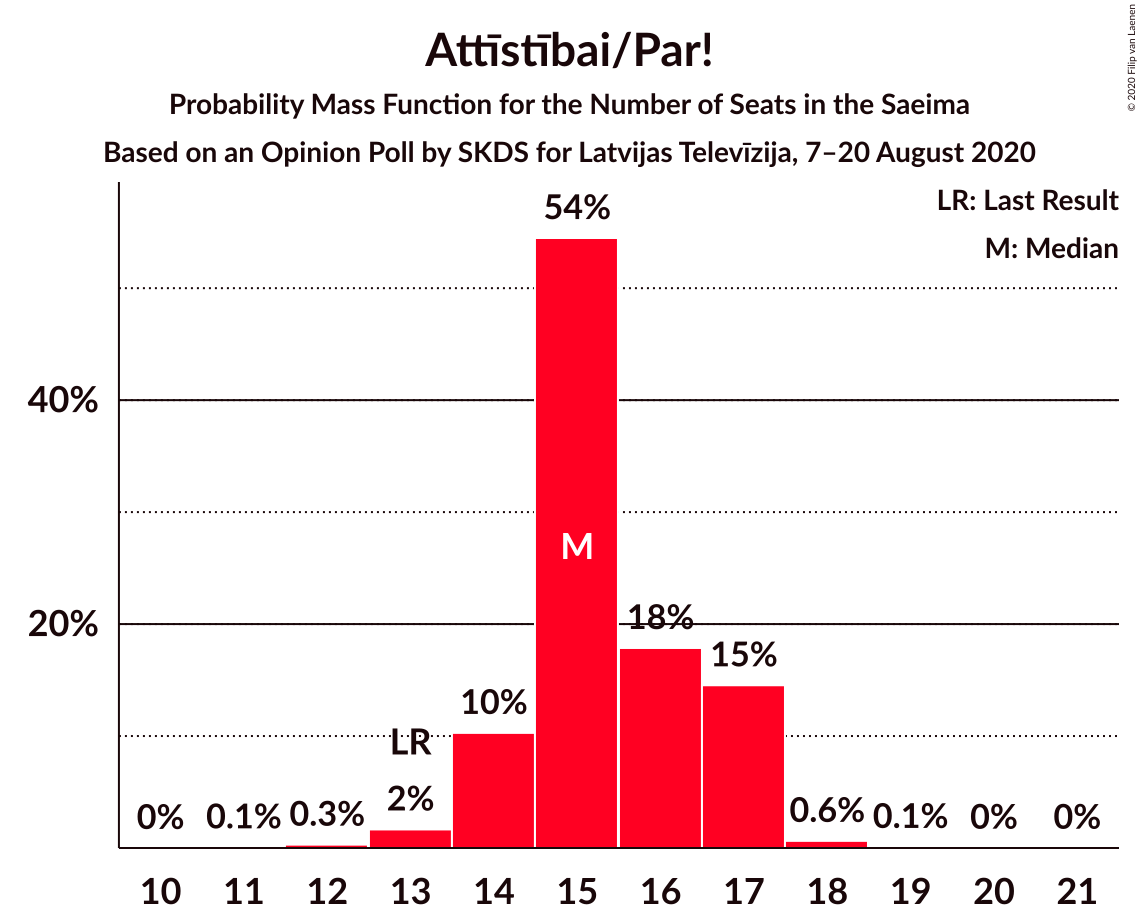 Attīstībai/Par!
Probability Mass Function for the Number of Seats in the Saeima
Based on an Opinion Poll by SKDS for Latvijas Televīzija, 7–20 August 2020
© 2020 Filip van Laenen
LR: Last Result
M: Median
40%
20%
0%
0.1%
0.3%
2%
LR
10%
54%
M
18%
15%
0.6%
0.1%
0%
0%
10 11 12 13 14 15 16 17 18 19 20 21